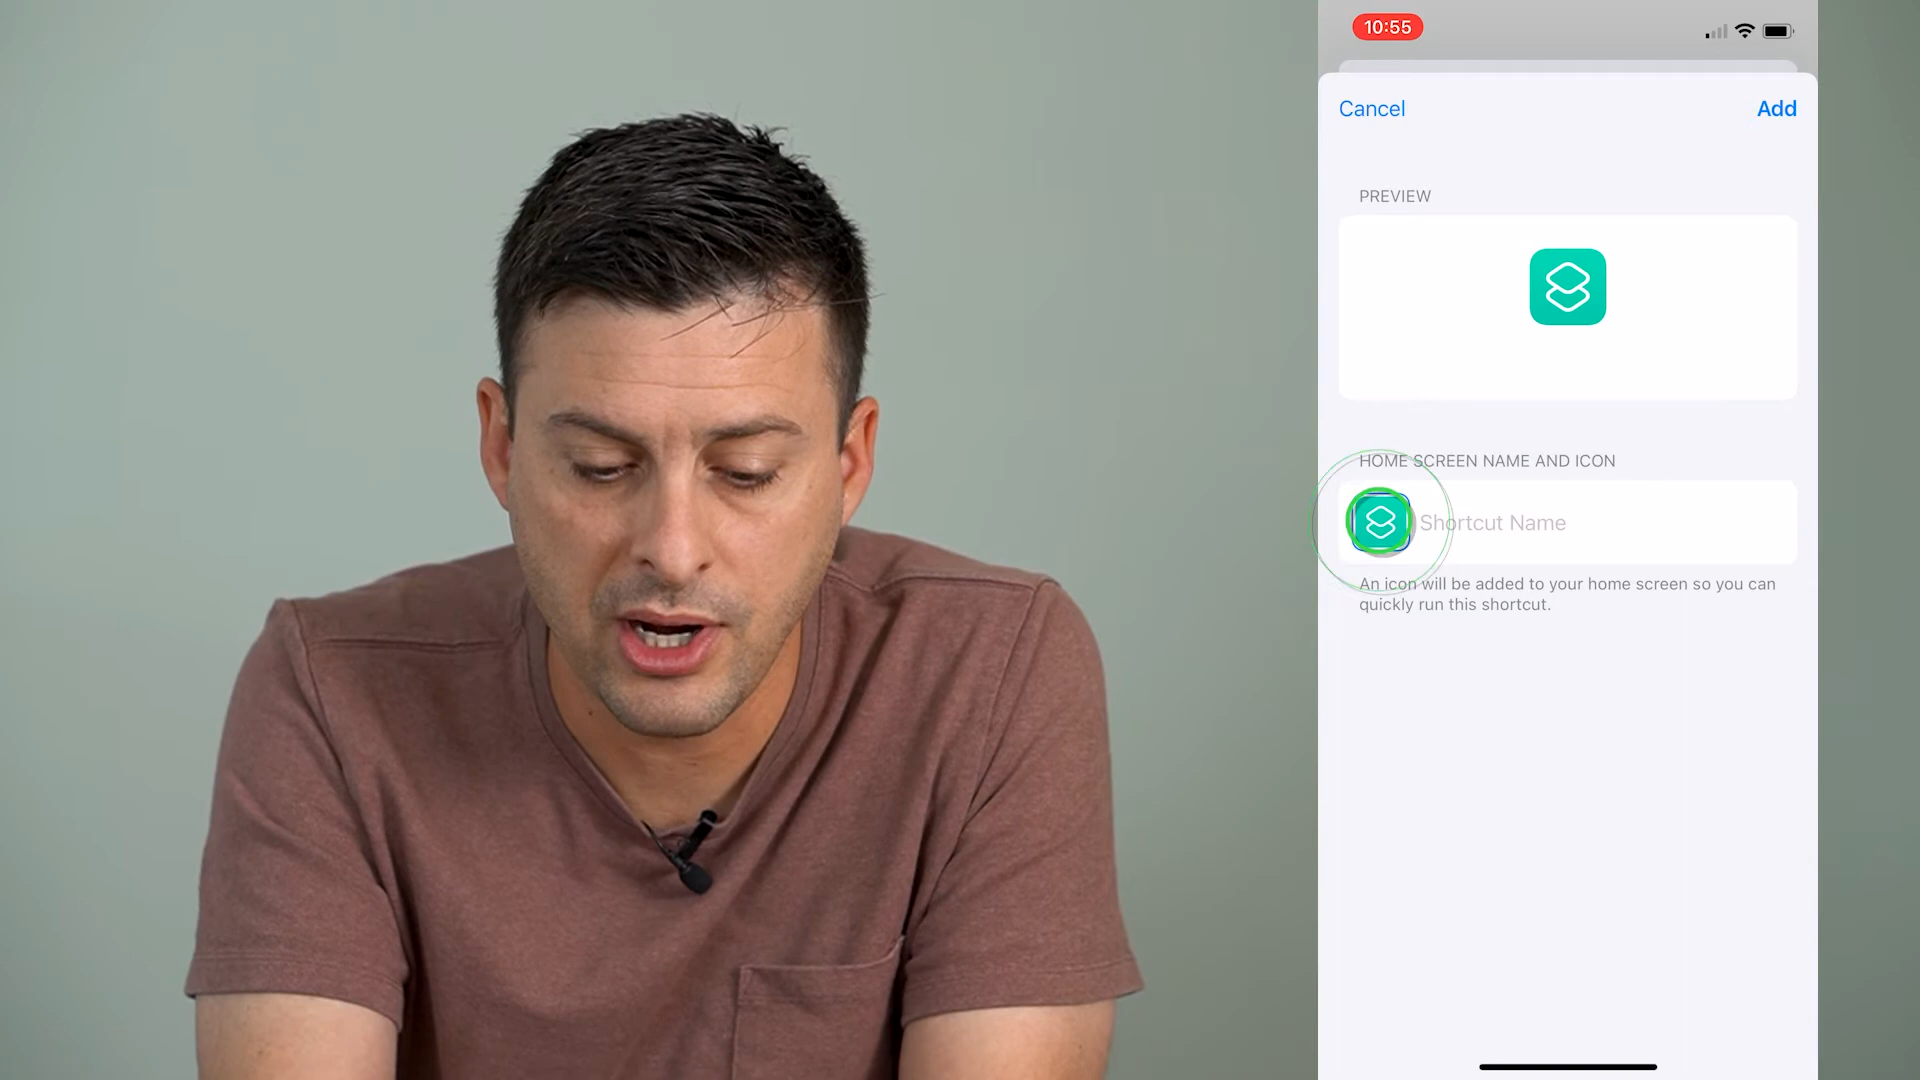 10:55
Cancel
Add
PREVIEW
HOME SCREEN NAME AND ICON
Shortcut Name
An icon will be added to your home screen so you can
quickly run this shortcut.